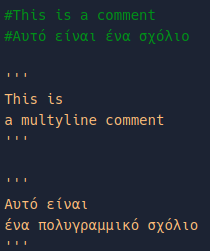 #This is a comment
#Αυτό είναι ένα σχόλιο
'''
This is
a multyline comment
'''
'''
Αυτό είναι
ένα πολυγραμμικό σχόλιο
'''